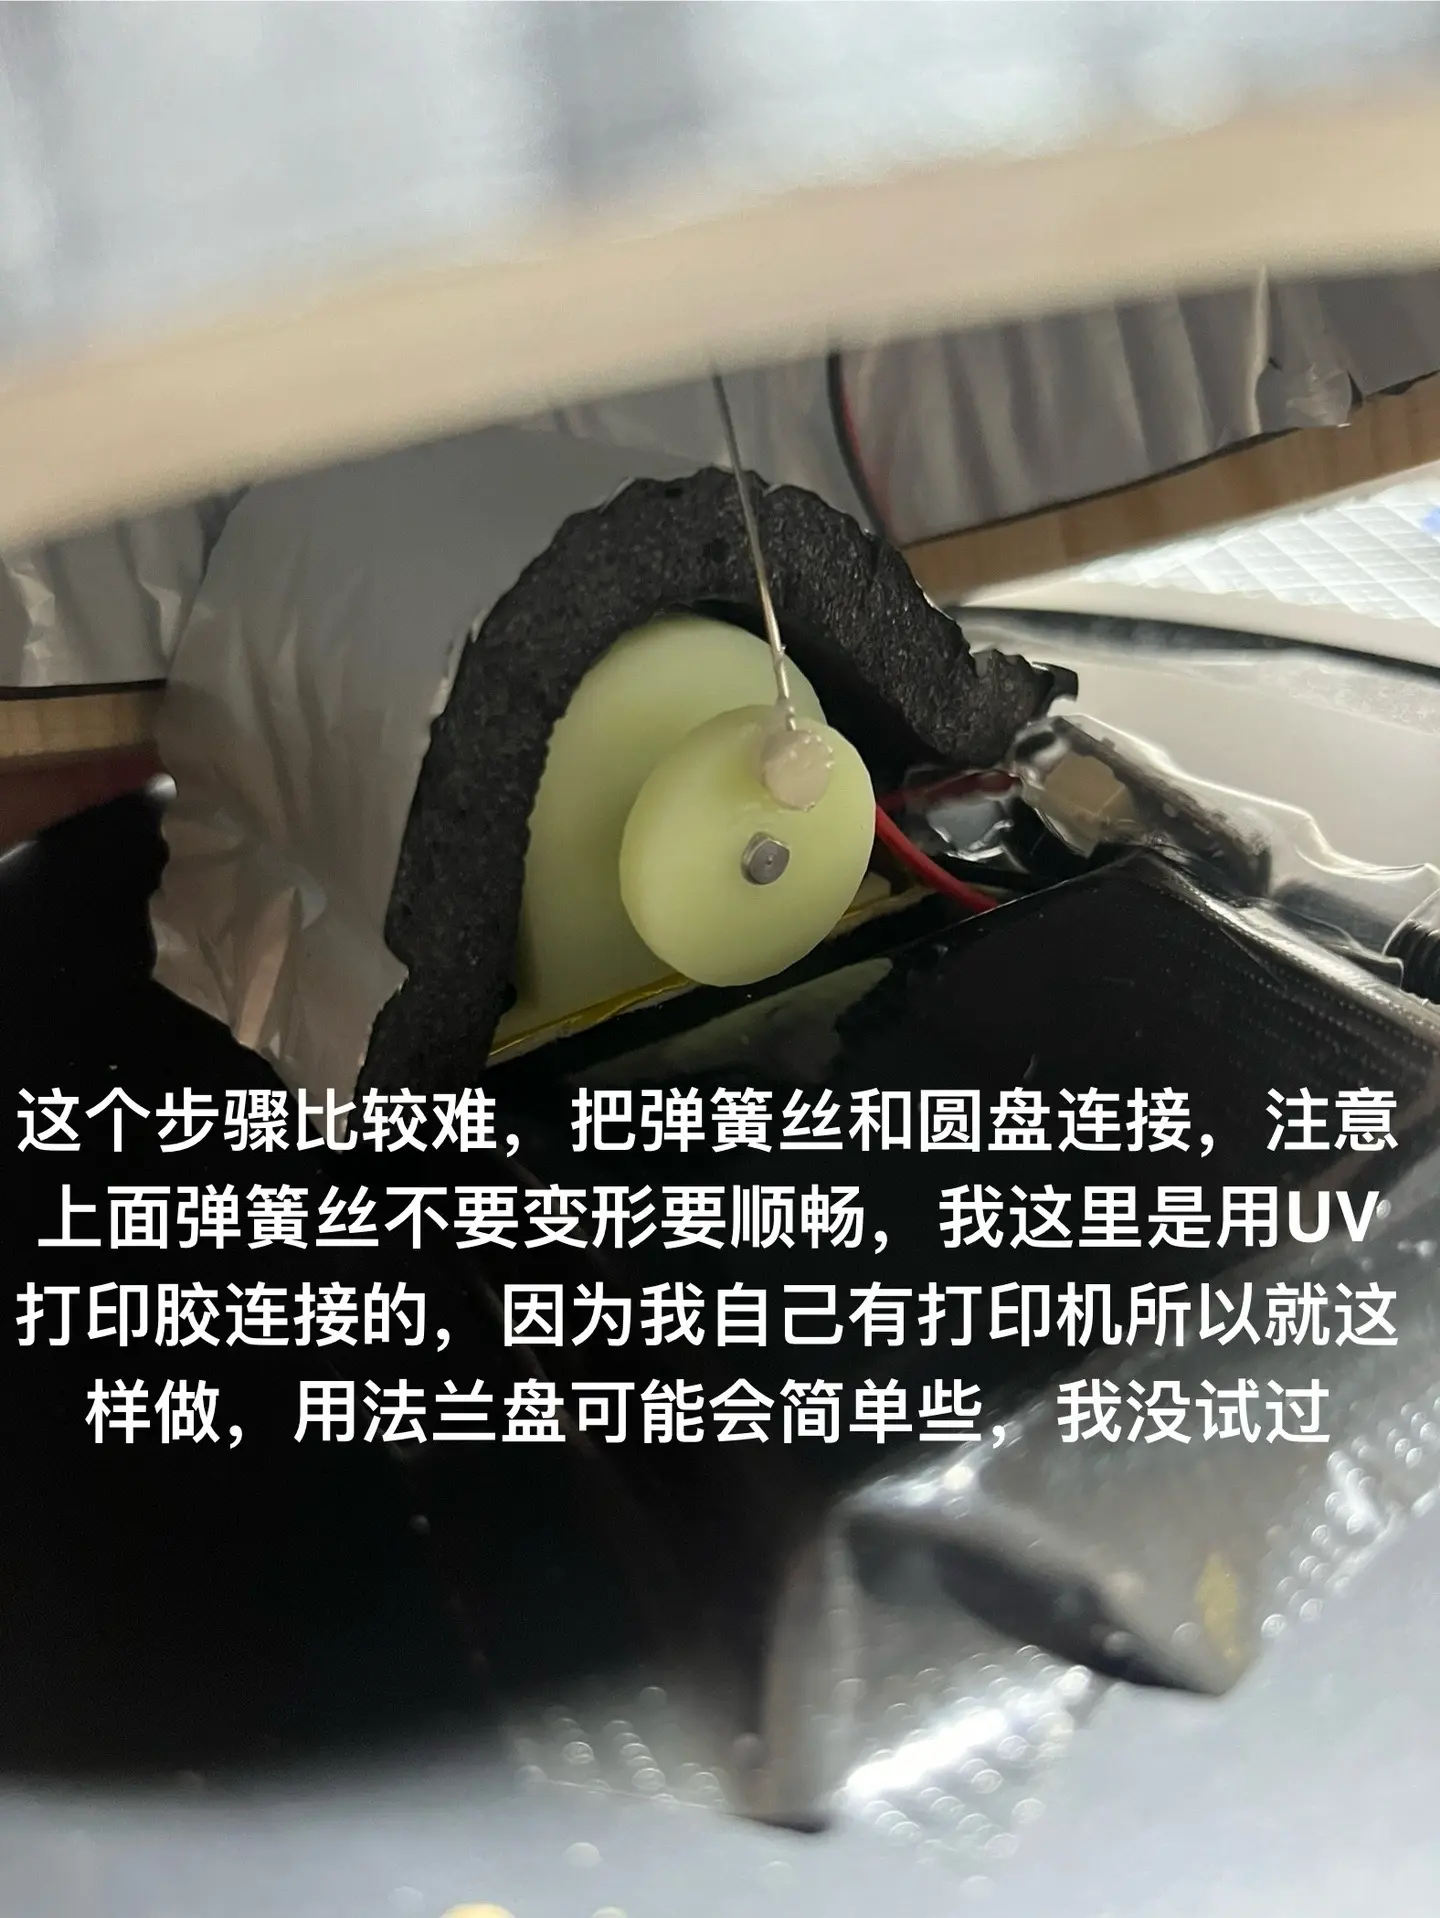 这个步骤比较难，把弹簧丝和圆盘连接，注意
上面弹簧丝不要变形要顺畅，我这里是用UV
打印胶连接的，因为我自己有打印机所以就这
样做，用法兰盘可能会简单些，我没试过